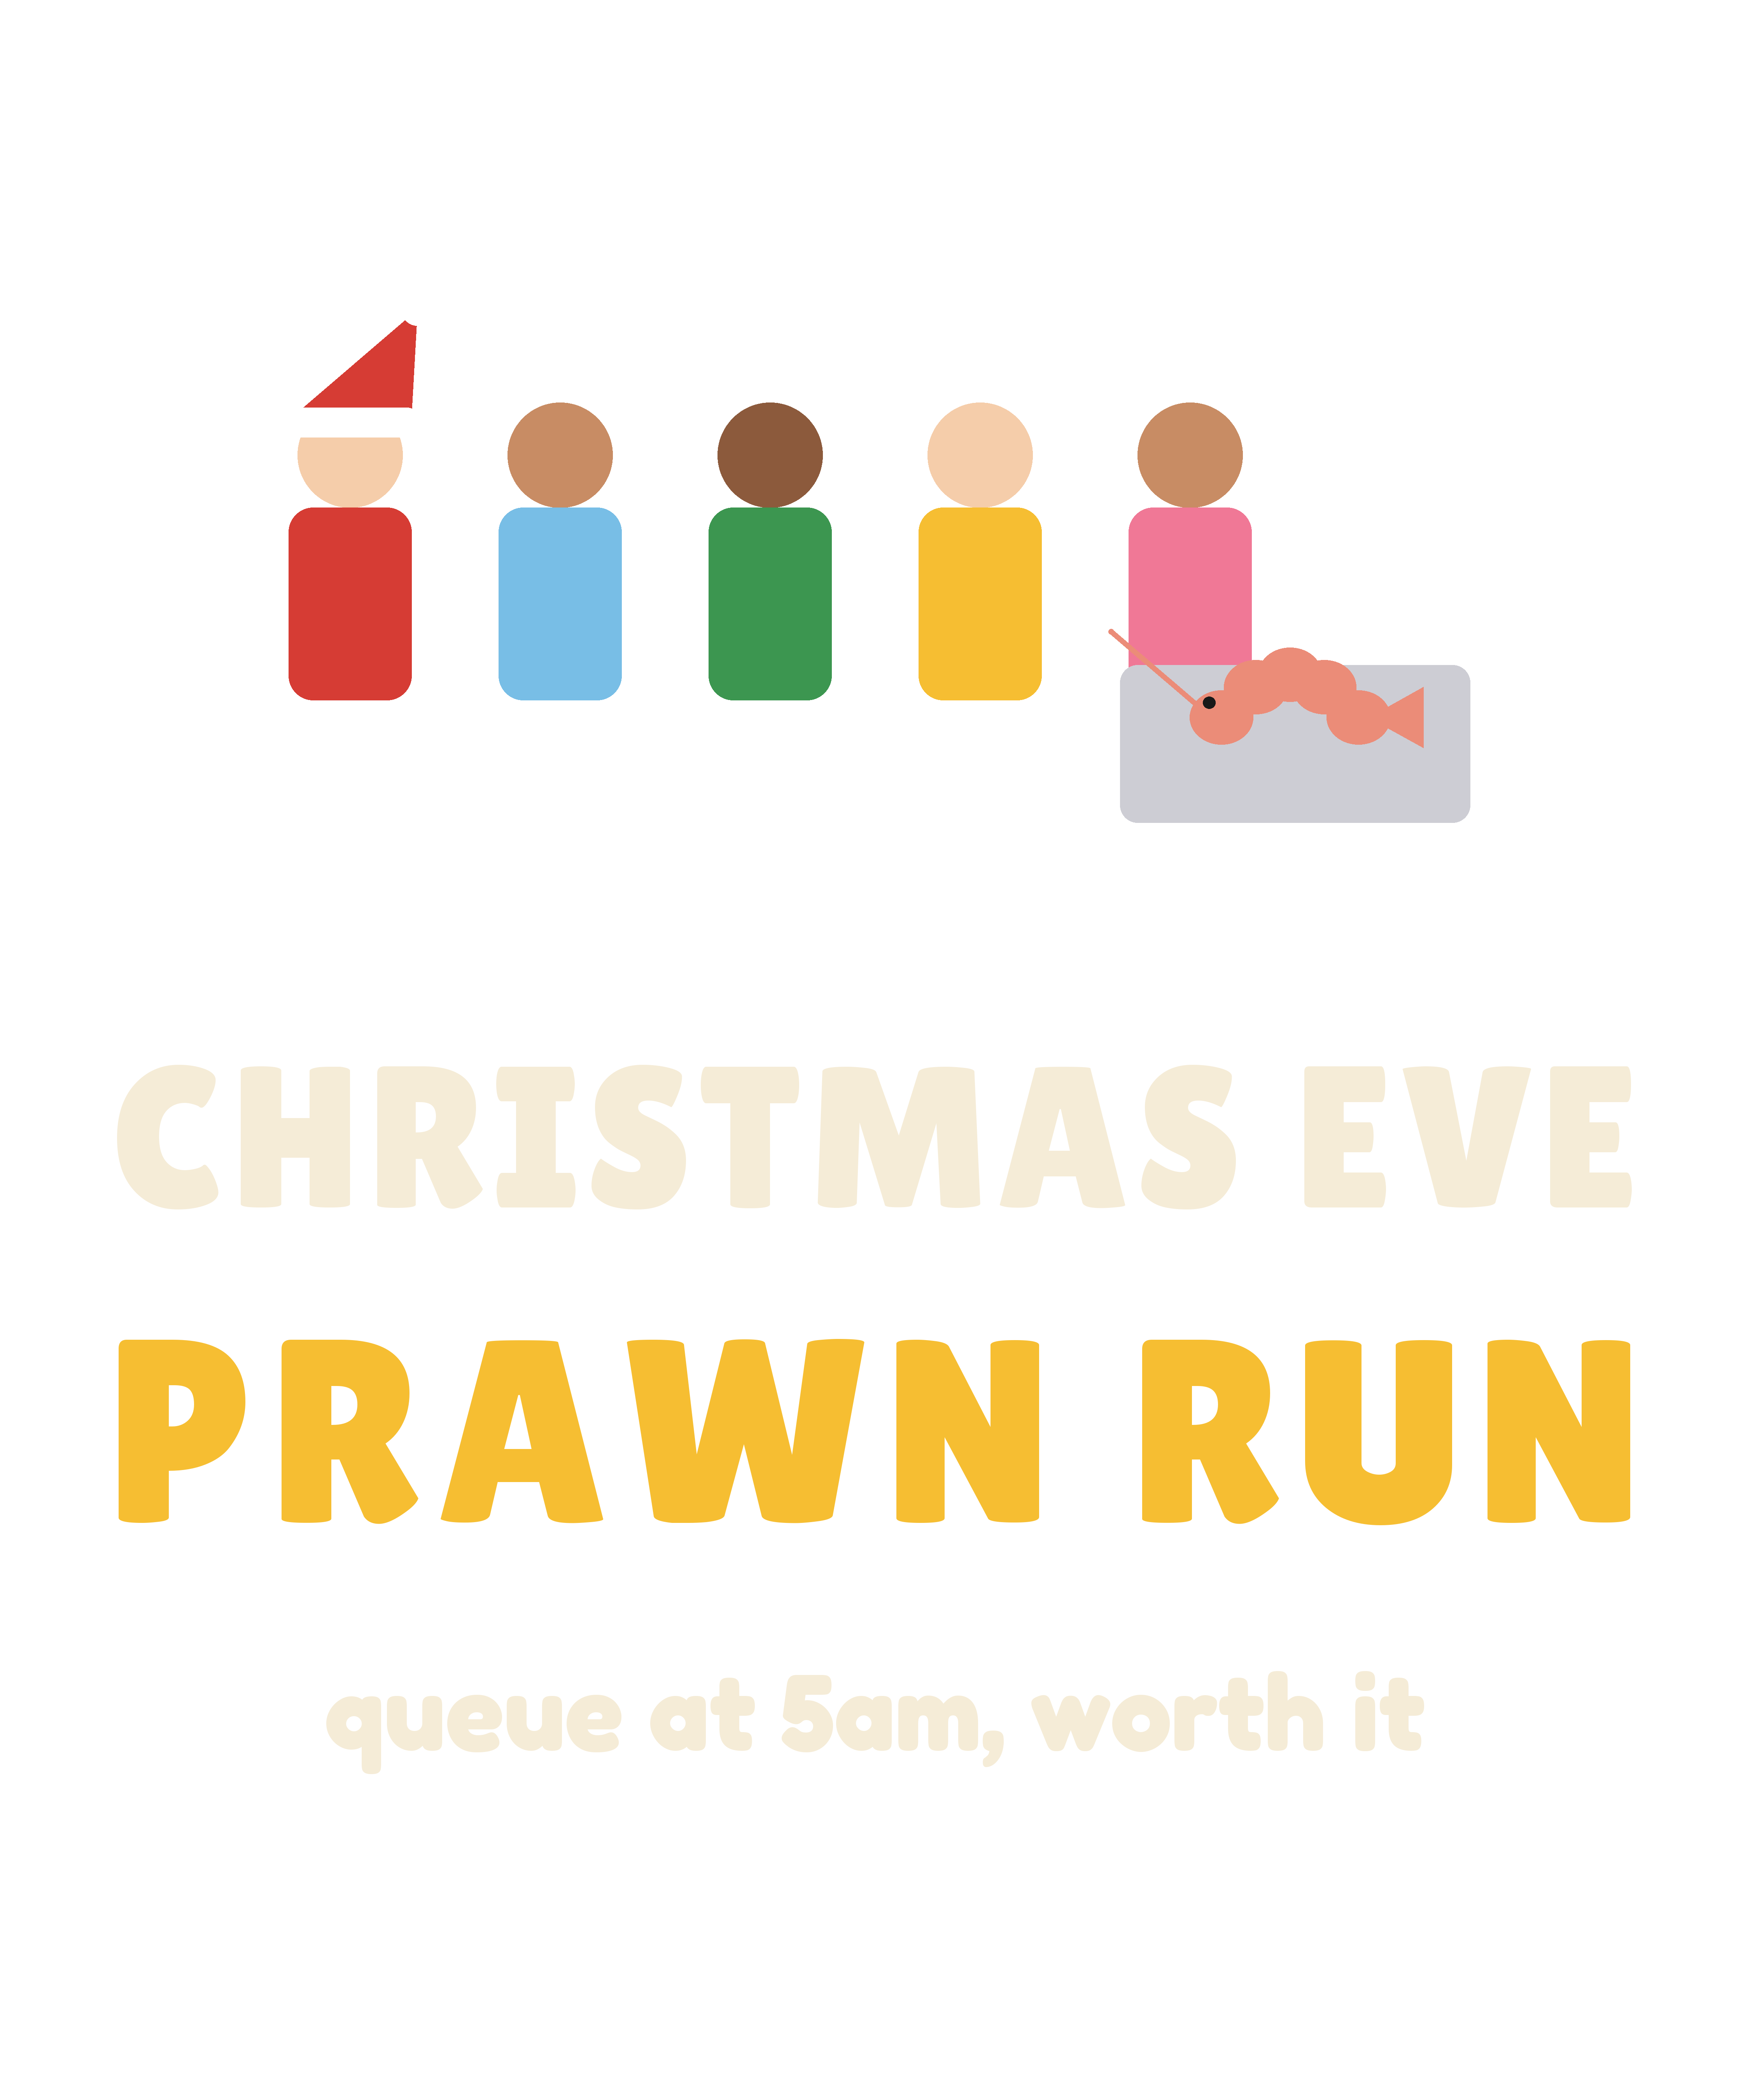 CHRISTMAS EVE
PRAWN RUN
queue at 5am, worth it